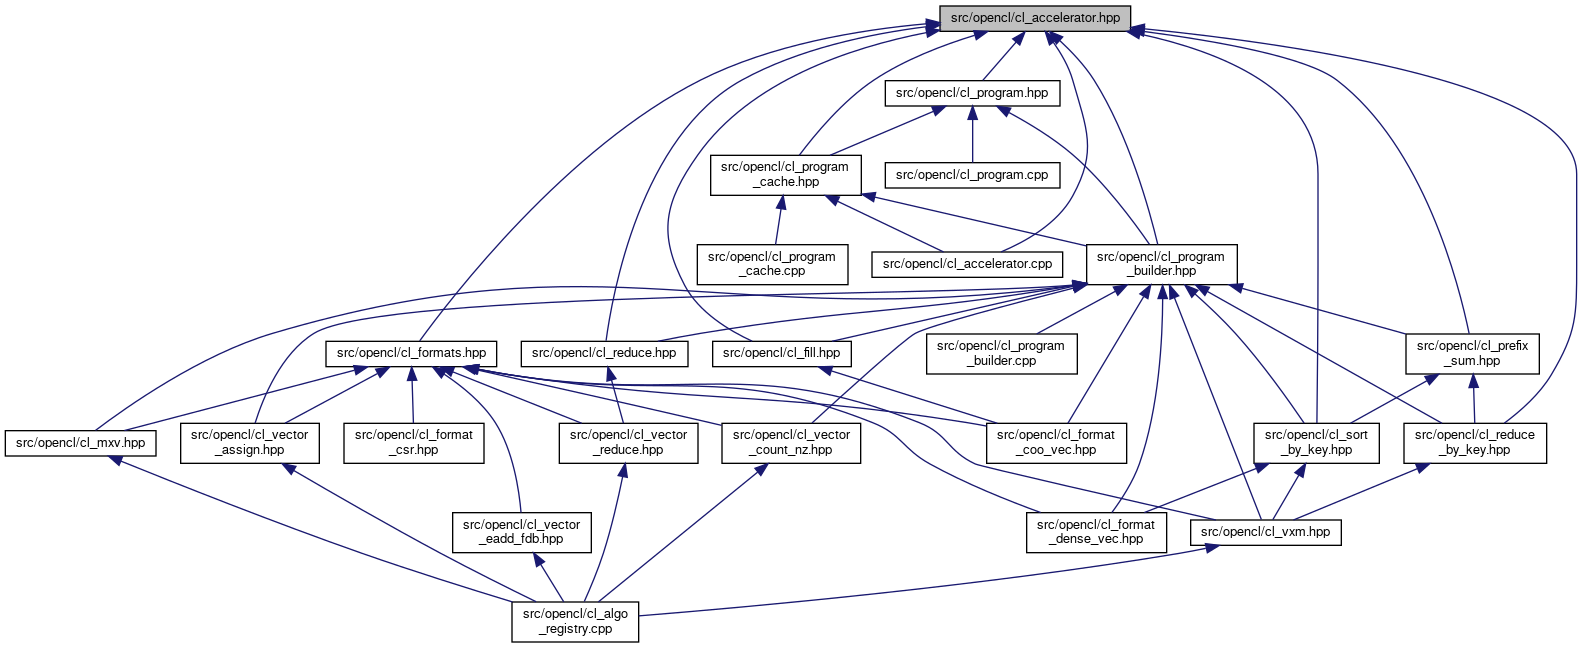 src/opencl/cl_accelerator.hpp
src/opencl/cl_program.hpp
src/opencl/cl_program
_cache.hpp
src/opencl/cl_program.cpp
src/opencl/cl_program
_cache.cpp
src/opencl/cl_accelerator.cpp
src/opencl/cl_program
_builder.hpp
src/opencl/cl_formats.hpp
src/opencl/cl_reduce.hpp
src/opencl/cl_fill.hpp
src/opencl/cl_program
_builder.cpp
src/opencl/cl_prefix
_sum.hpp
src/opencl/cl_mxv.hpp
src/opencl/cl_vector
_assign.hpp
src/opencl/cl_format
_csr.hpp
src/opencl/cl_vector
_reduce.hpp
src/opencl/cl_vector
_count_nz.hpp
src/opencl/cl_format
_coo_vec.hpp
src/opencl/cl_sort
_by_key.hpp
src/opencl/cl_reduce
_by_key.hpp
src/opencl/cl_vector
_eadd_fdb.hpp
src/opencl/cl_format
_dense_vec.hpp
src/opencl/cl_vxm.hpp
src/opencl/cl_algo
_registry.cpp